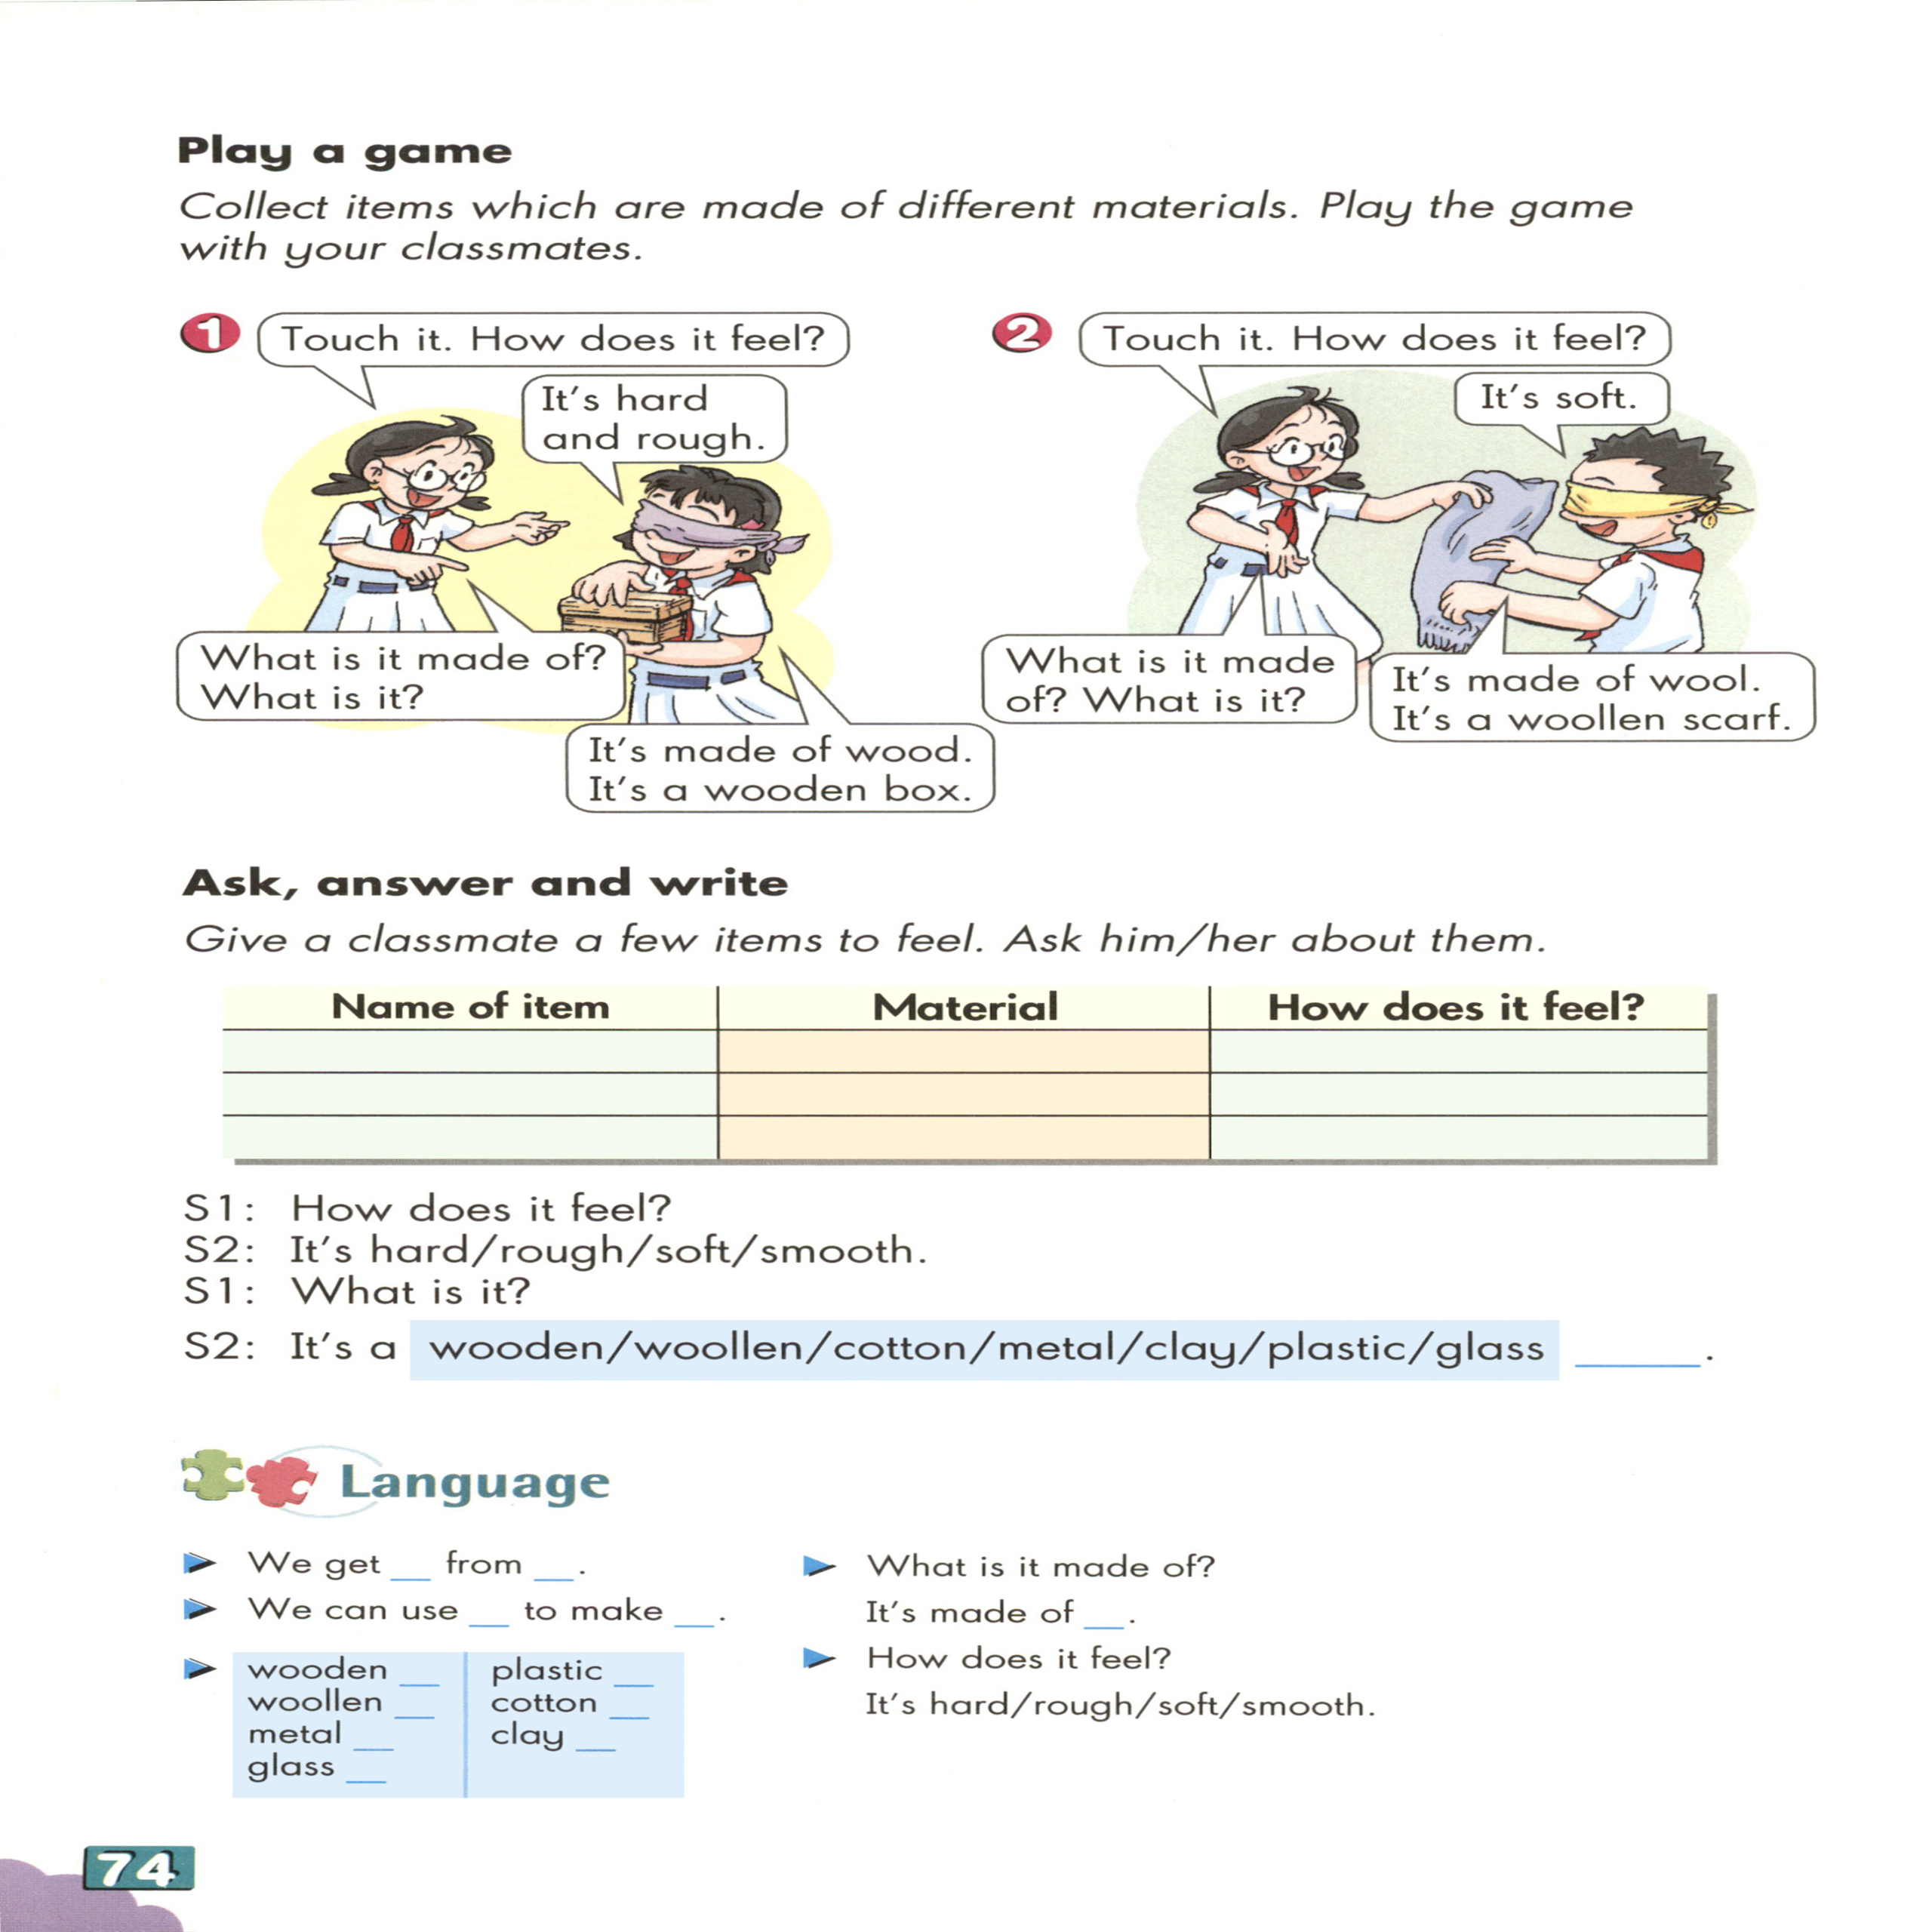 Play a game
Collect items which are made of different materials. Play the game
with your classmates.
1
Touch it. How does it feel?
It's hard
and rough.
What is it made of?
What is it?
It's made of wood.
It's a wooden box.
2
Touch it. How does it feel?
It's soft.
What is it made
of? What is it?
It's made of wool.
It's a woollen scarf.
Ask, answer and write
Give a classmate a few items to feel. Ask him/her about them.
Name of item Material How does it feel?
S1: How does it feel?
S2: It's hard/rough/soft/smooth.
S1: What is it?
S2: It's a wooden/woollen/cotton/metal/clay/plastic/glass ______.
Language
We get __ from __.
We can use __ to make __.
wooden __
woollen __
metal __
glass __
plastic __
cotton __
clay __
What is it made of?
It's made of __.
How does it feel?
It's hard/rough/soft/smooth.
74